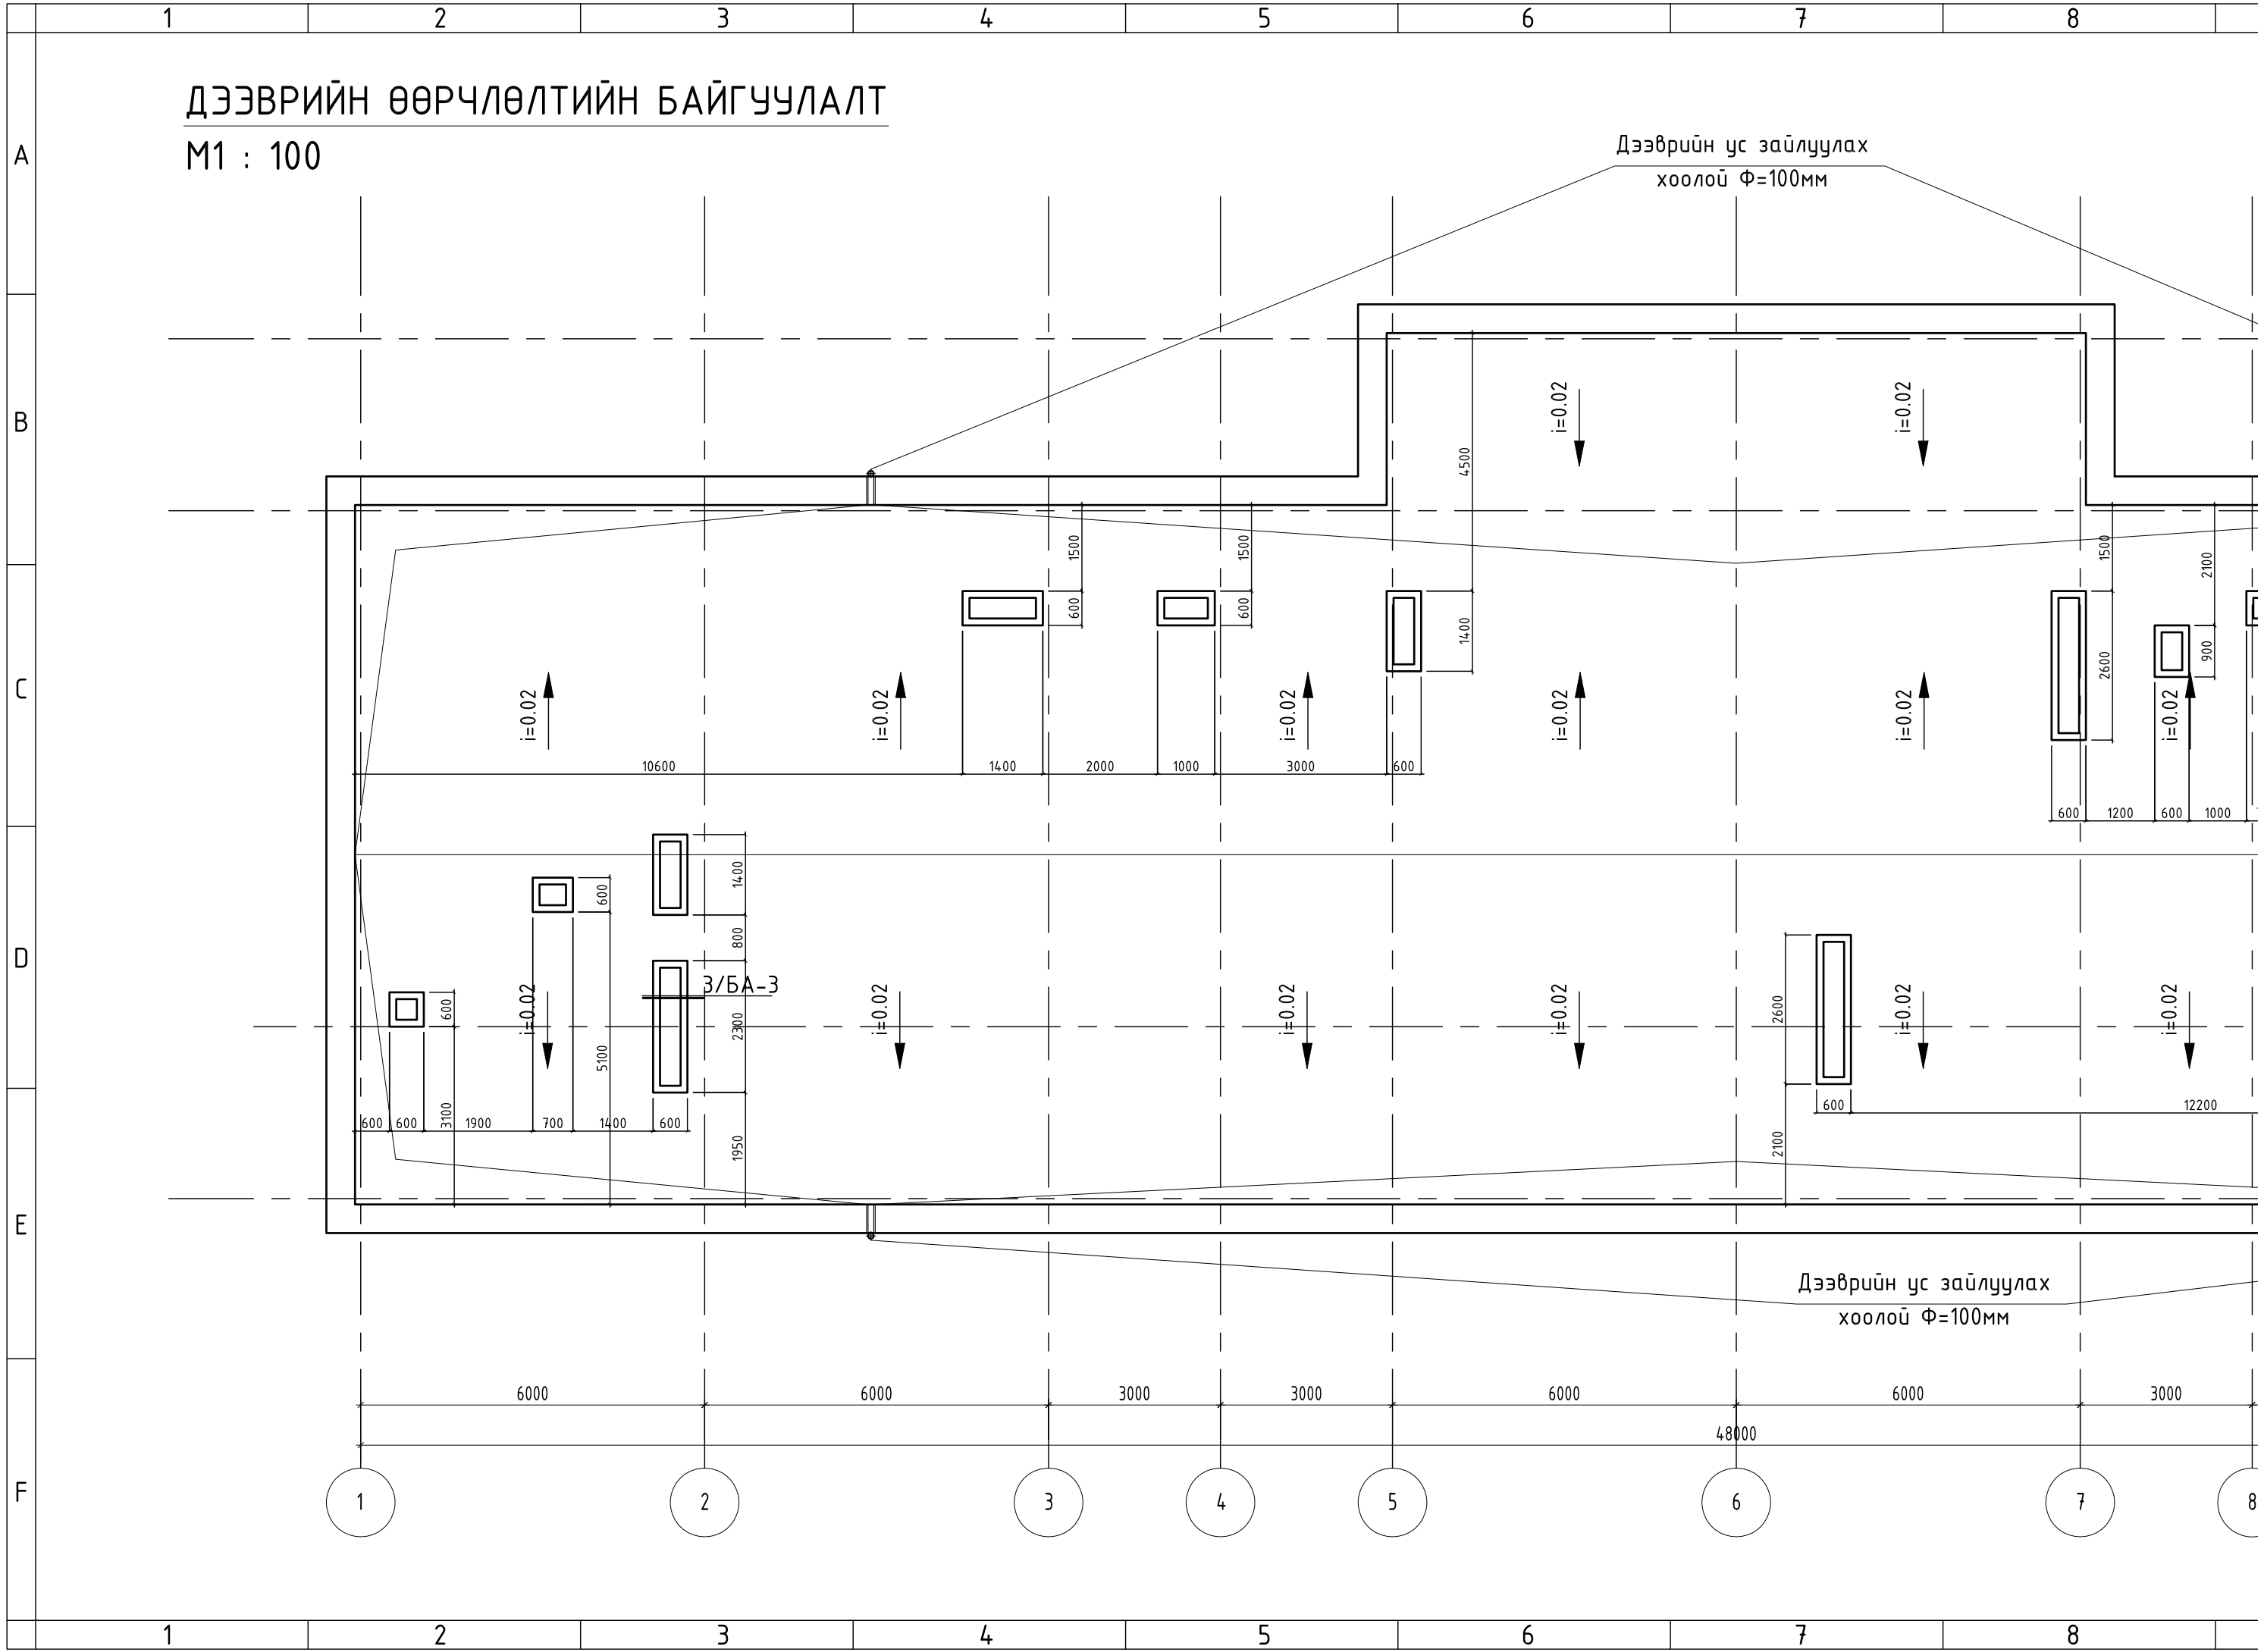 1 2 3 4 5 6 7 8
ДЭЭВРИЙН ӨӨРЧЛӨЛТИЙН БАЙГУУЛАЛТ
М1 : 100
A
Дээврийн ус зайлуулах
хоолой Ф=100мм
B
i=0.02 i=0.02
4500
1500 1500 1500 2100
600 600 1400 2600 900
C
i=0.02 i=0.02 i=0.02 i=0.02 i=0.02 i=0.02
10600 1400 2000 1000 3000 600
600 1200 600 1000
1400
600
800
D
3/БА-3
600
i=0.02 i=0.02 i=0.02 i=0.02 i=0.02 i=0.02
2300
2600
5100
600 600 3100 1900 700 1400 600
600 12200
1950
2100
E
Дээврийн ус зайлуулах
хоолой Ф=100мм
6000 6000 3000 3000 6000 6000 3000
48000
F
1 2 3 4 5 6 7 8
1 2 3 4 5 6 7 8